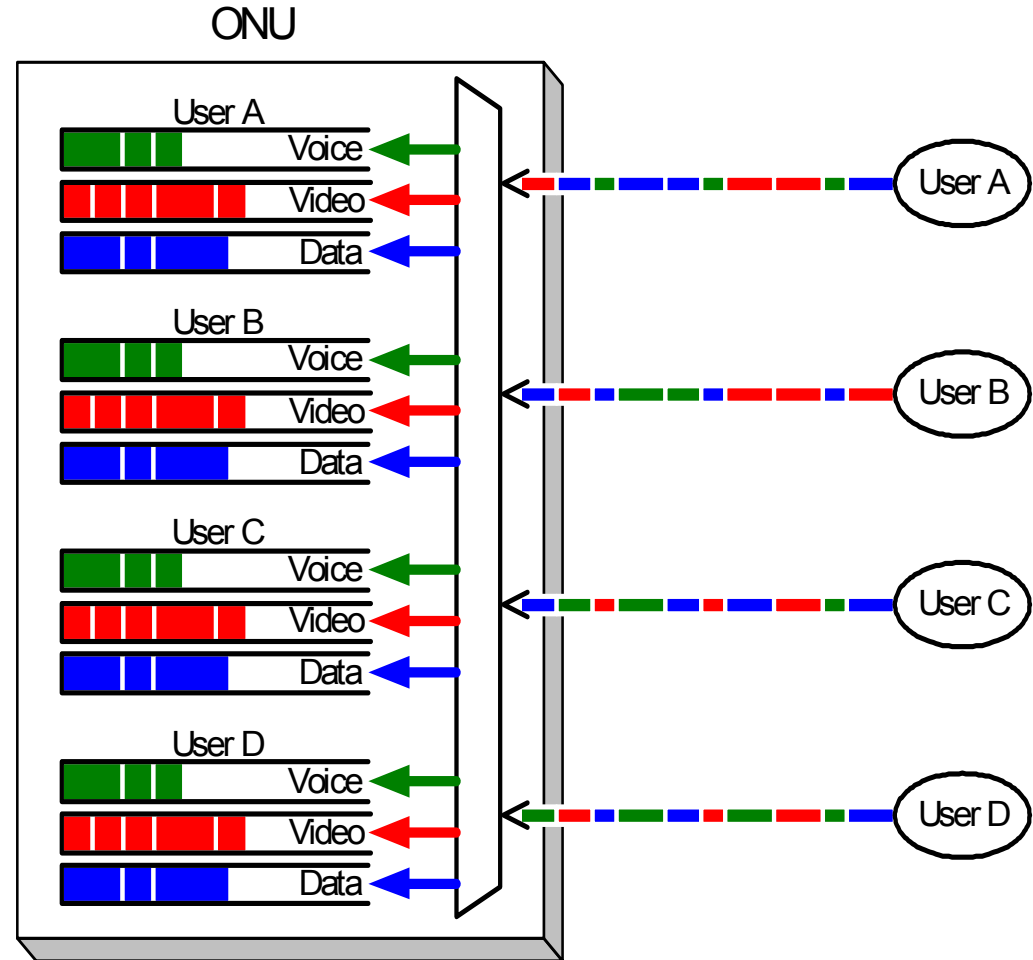 ONU
User A
Voice
Video
Data
User A
User B
Voice
Video
Data
User B
User C
Voice
Video
Data
User C
User D
Voice
Video
Data
User D